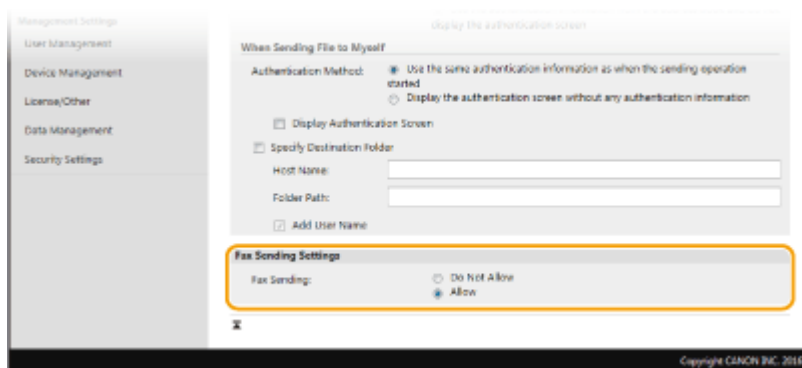 Management Settings
User Management
Device Management
License/Other
Data Management
Security Settings
display the authentication screen
When Sending File to Myself
Authentication Method:
Use the same authentication information as when the sending operation
started
Display the authentication screen without any authentication information
Display Authentication Screen
Specify Destination Folder
Host Name:
Folder Path:
Add User Name
Fax Sending Settings
Fax Sending:
Do Not Allow
Allow
Copyright CANON INC. 2016